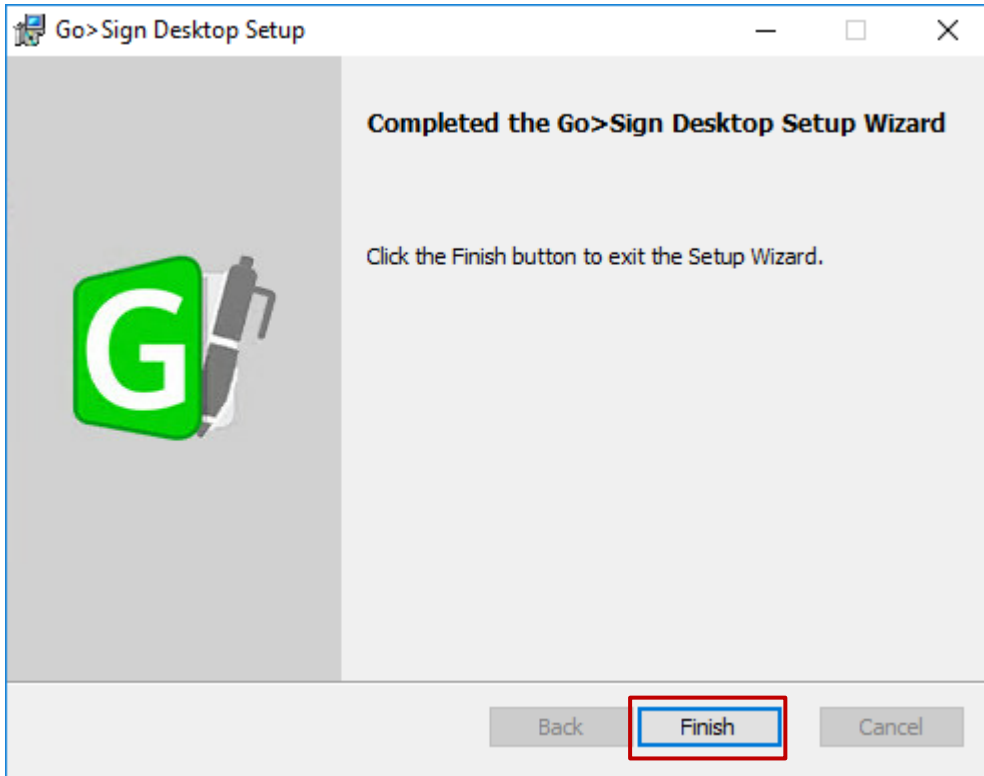 Go>Sign Desktop Setup
Completed the Go>Sign Desktop Setup Wizard
Click the Finish button to exit the Setup Wizard.
G
Back Finish Cancel